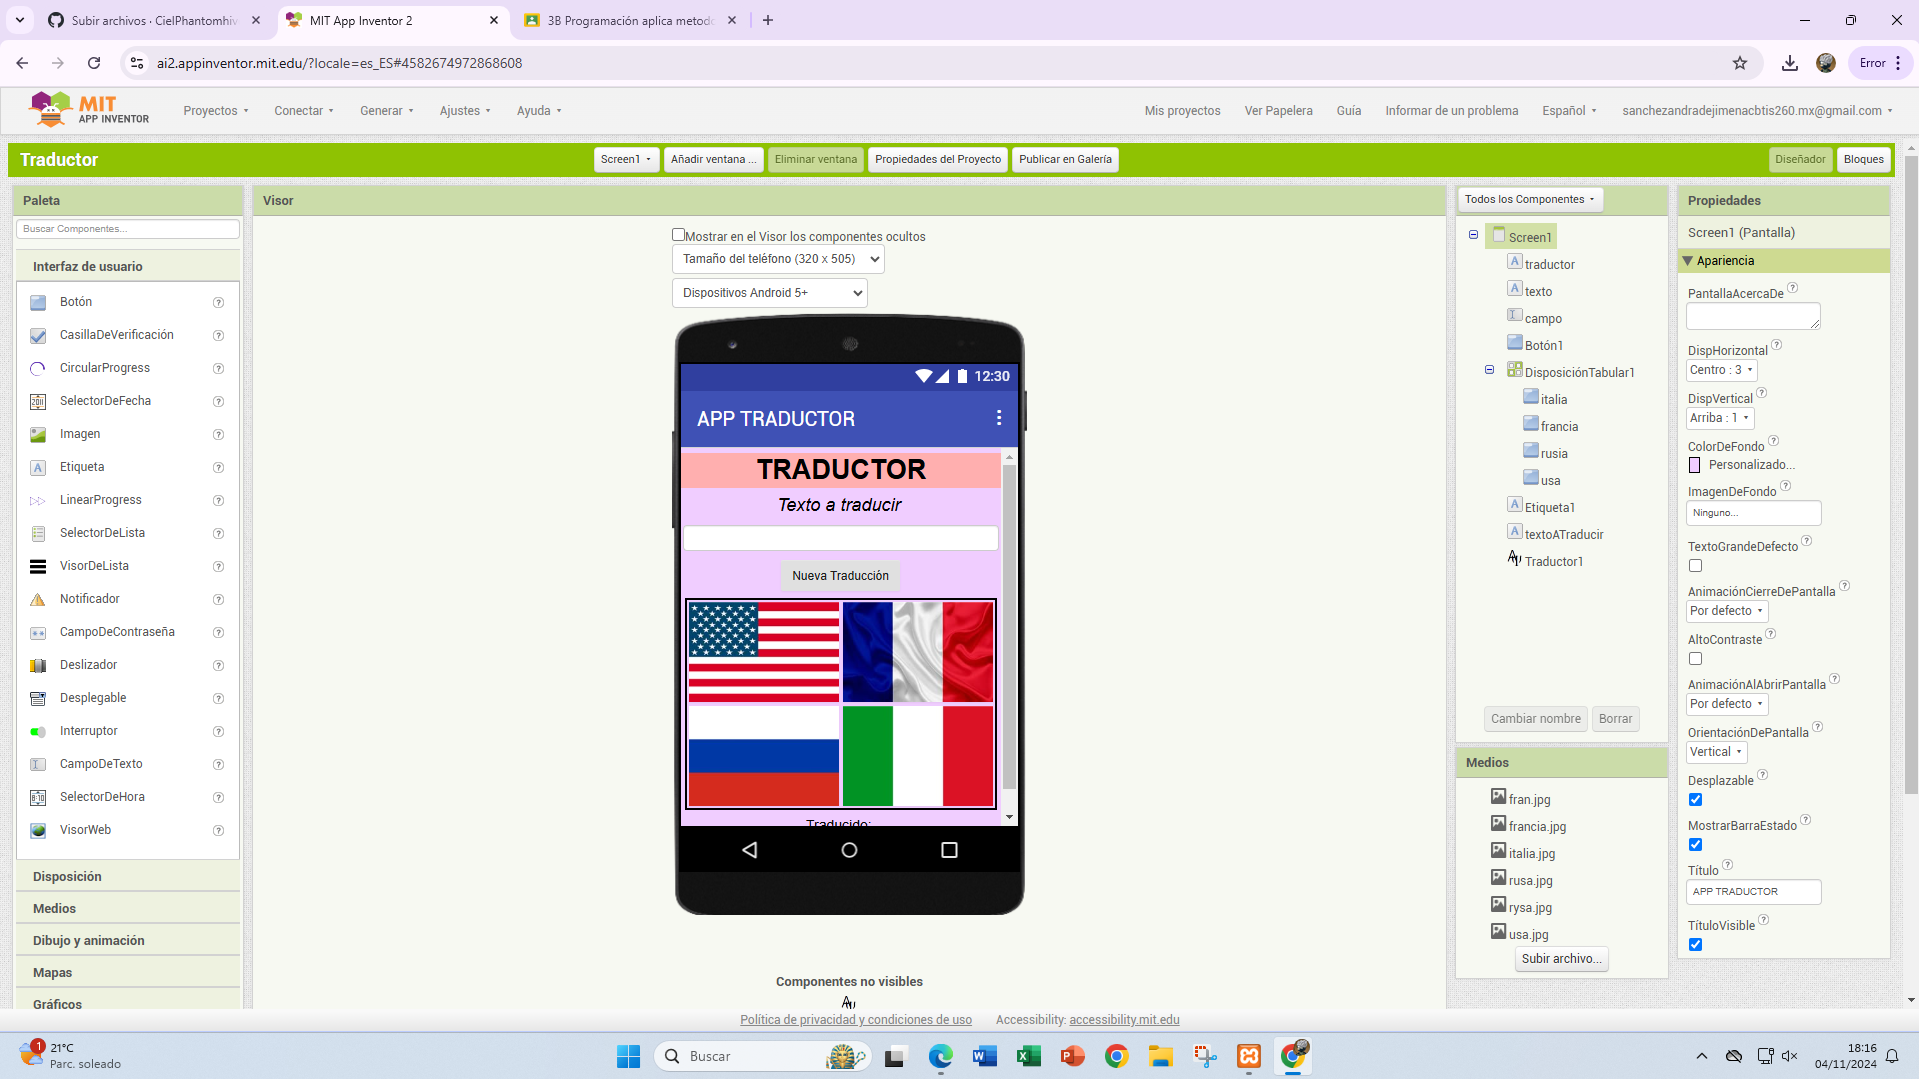 Subir archivos · CielPhantomhiv
MIT App Inventor 2
3B Programación aplica metodo
ai2.appinventor.mit.edu/?locale=es_ES#4582674972868608
Error
MIT
APP INVENTOR
Proyectos
Conectar
Generar
Ajustes
Ayuda
Mis proyectos
Ver Papelera
Guía
Informar de un problema
Español
sanchezandradejimenacbtis260.mx@gmail.com
Traductor
Screen1
Añadir ventana ...
Eliminar ventana
Propiedades del Proyecto
Publicar en Galería
Diseñador
Bloques
Paleta
Buscar Componentes...
Interfaz de usuario
Botón
CasillaDeVerificación
CircularProgress
SelectorDeFecha
Imagen
Etiqueta
LinearProgress
SelectorDeLista
VisorDeLista
Notificador
CampoDeContraseña
Deslizador
Desplegable
Interruptor
CampoDeTexto
SelectorDeHora
VisorWeb
Disposición
Medios
Dibujo y animación
Mapas
Gráficos
Visor
Mostrar en el Visor los componentes ocultos
Tamaño del teléfono (320 x 505)
Dispositivos Android 5+
12:30
APP TRADUCTOR
TRADUCTOR
Texto a traducir
Nueva Traducción
Traducido:
Componentes no visibles
Todos los Componentes
Screen1
traductor
texto
campo
Botón1
DisposiciónTabular1
italia
francia
rusia
usa
Etiqueta1
textoATraducir
Traductor1
Cambiar nombre
Borrar
Medios
fran.jpg
francia.jpg
italia.jpg
rusa.jpg
rysa.jpg
usa.jpg
Subir archivo...
Propiedades
Screen1 (Pantalla)
Apariencia
PantallaAcercaDe
DispHorizontal
Centro : 3
DispVertical
Arriba : 1
ColorDeFondo
Personalizado...
ImagenDeFondo
Ninguno...
TextoGrandeDefecto
AnimaciónCierreDePantalla
Por defecto
AltoContraste
AnimaciónAlAbrirPantalla
Por defecto
OrientaciónDePantalla
Vertical
Desplazable
MostrarBarraEstado
Título
APP TRADUCTOR
TítuloVisible
Política de privacidad y condiciones de uso
Accessibility: accessibility.mit.edu
1
21°C
Parc. soleado
Buscar
18:16
04/11/2024